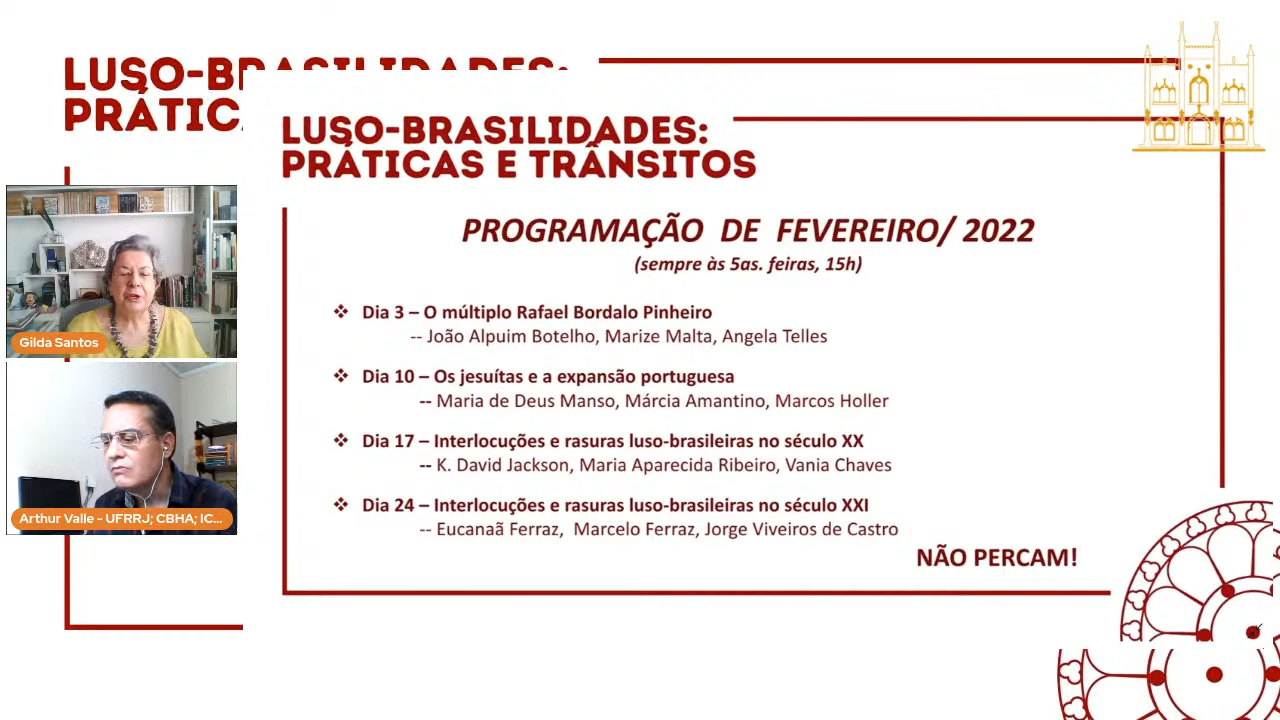 LUSO-BRASILIDADES:
PRÁTIC
LUSO-BRASILIDADES:
PRÁTICAS E TRÂNSITOS
PROGRAMAÇÃO DE FEVEREIRO/ 2022
(sempre às 5as. feiras, 15h)
❖ Dia 3 – O múltiplo Rafael Bordalo Pinheiro
-- João Alpuim Botelho, Marize Malta, Angela Telles
❖ Dia 10 – Os jesuítas e a expansão portuguesa
-- Maria de Deus Manso, Márcia Amantino, Marcos Holler
❖ Dia 17 – Interlocuções e rasuras luso-brasileiras no século XX
-- K. David Jackson, Maria Aparecida Ribeiro, Vania Chaves
❖ Dia 24 – Interlocuções e rasuras luso-brasileiras no século XXI
-- Eucanaã Ferraz, Marcelo Ferraz, Jorge Viveiros de Castro
NÃO PERCAM!
Gilda Santos
Arthur Valle - UFRRJ; CBHA; IC...